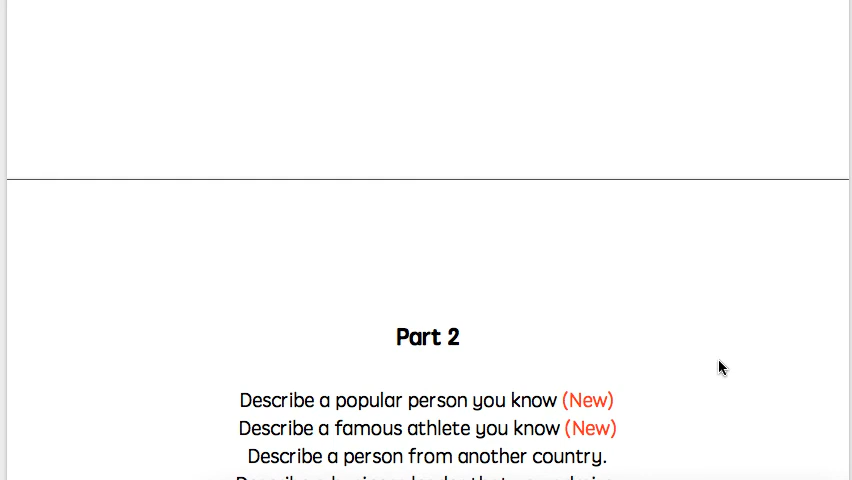 Part 2
Describe a popular person you know (New)
Describe a famous athlete you know (New)
Describe a person from another country.